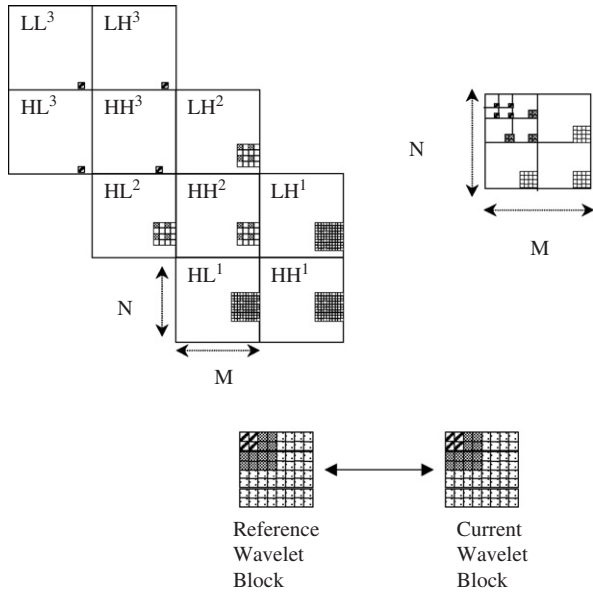 LL³ LH³
HL³ HH³ LH²
HL² HH² LH¹
HL¹ HH¹
N
M
N
M
Reference
Wavelet
Block
Current
Wavelet
Block